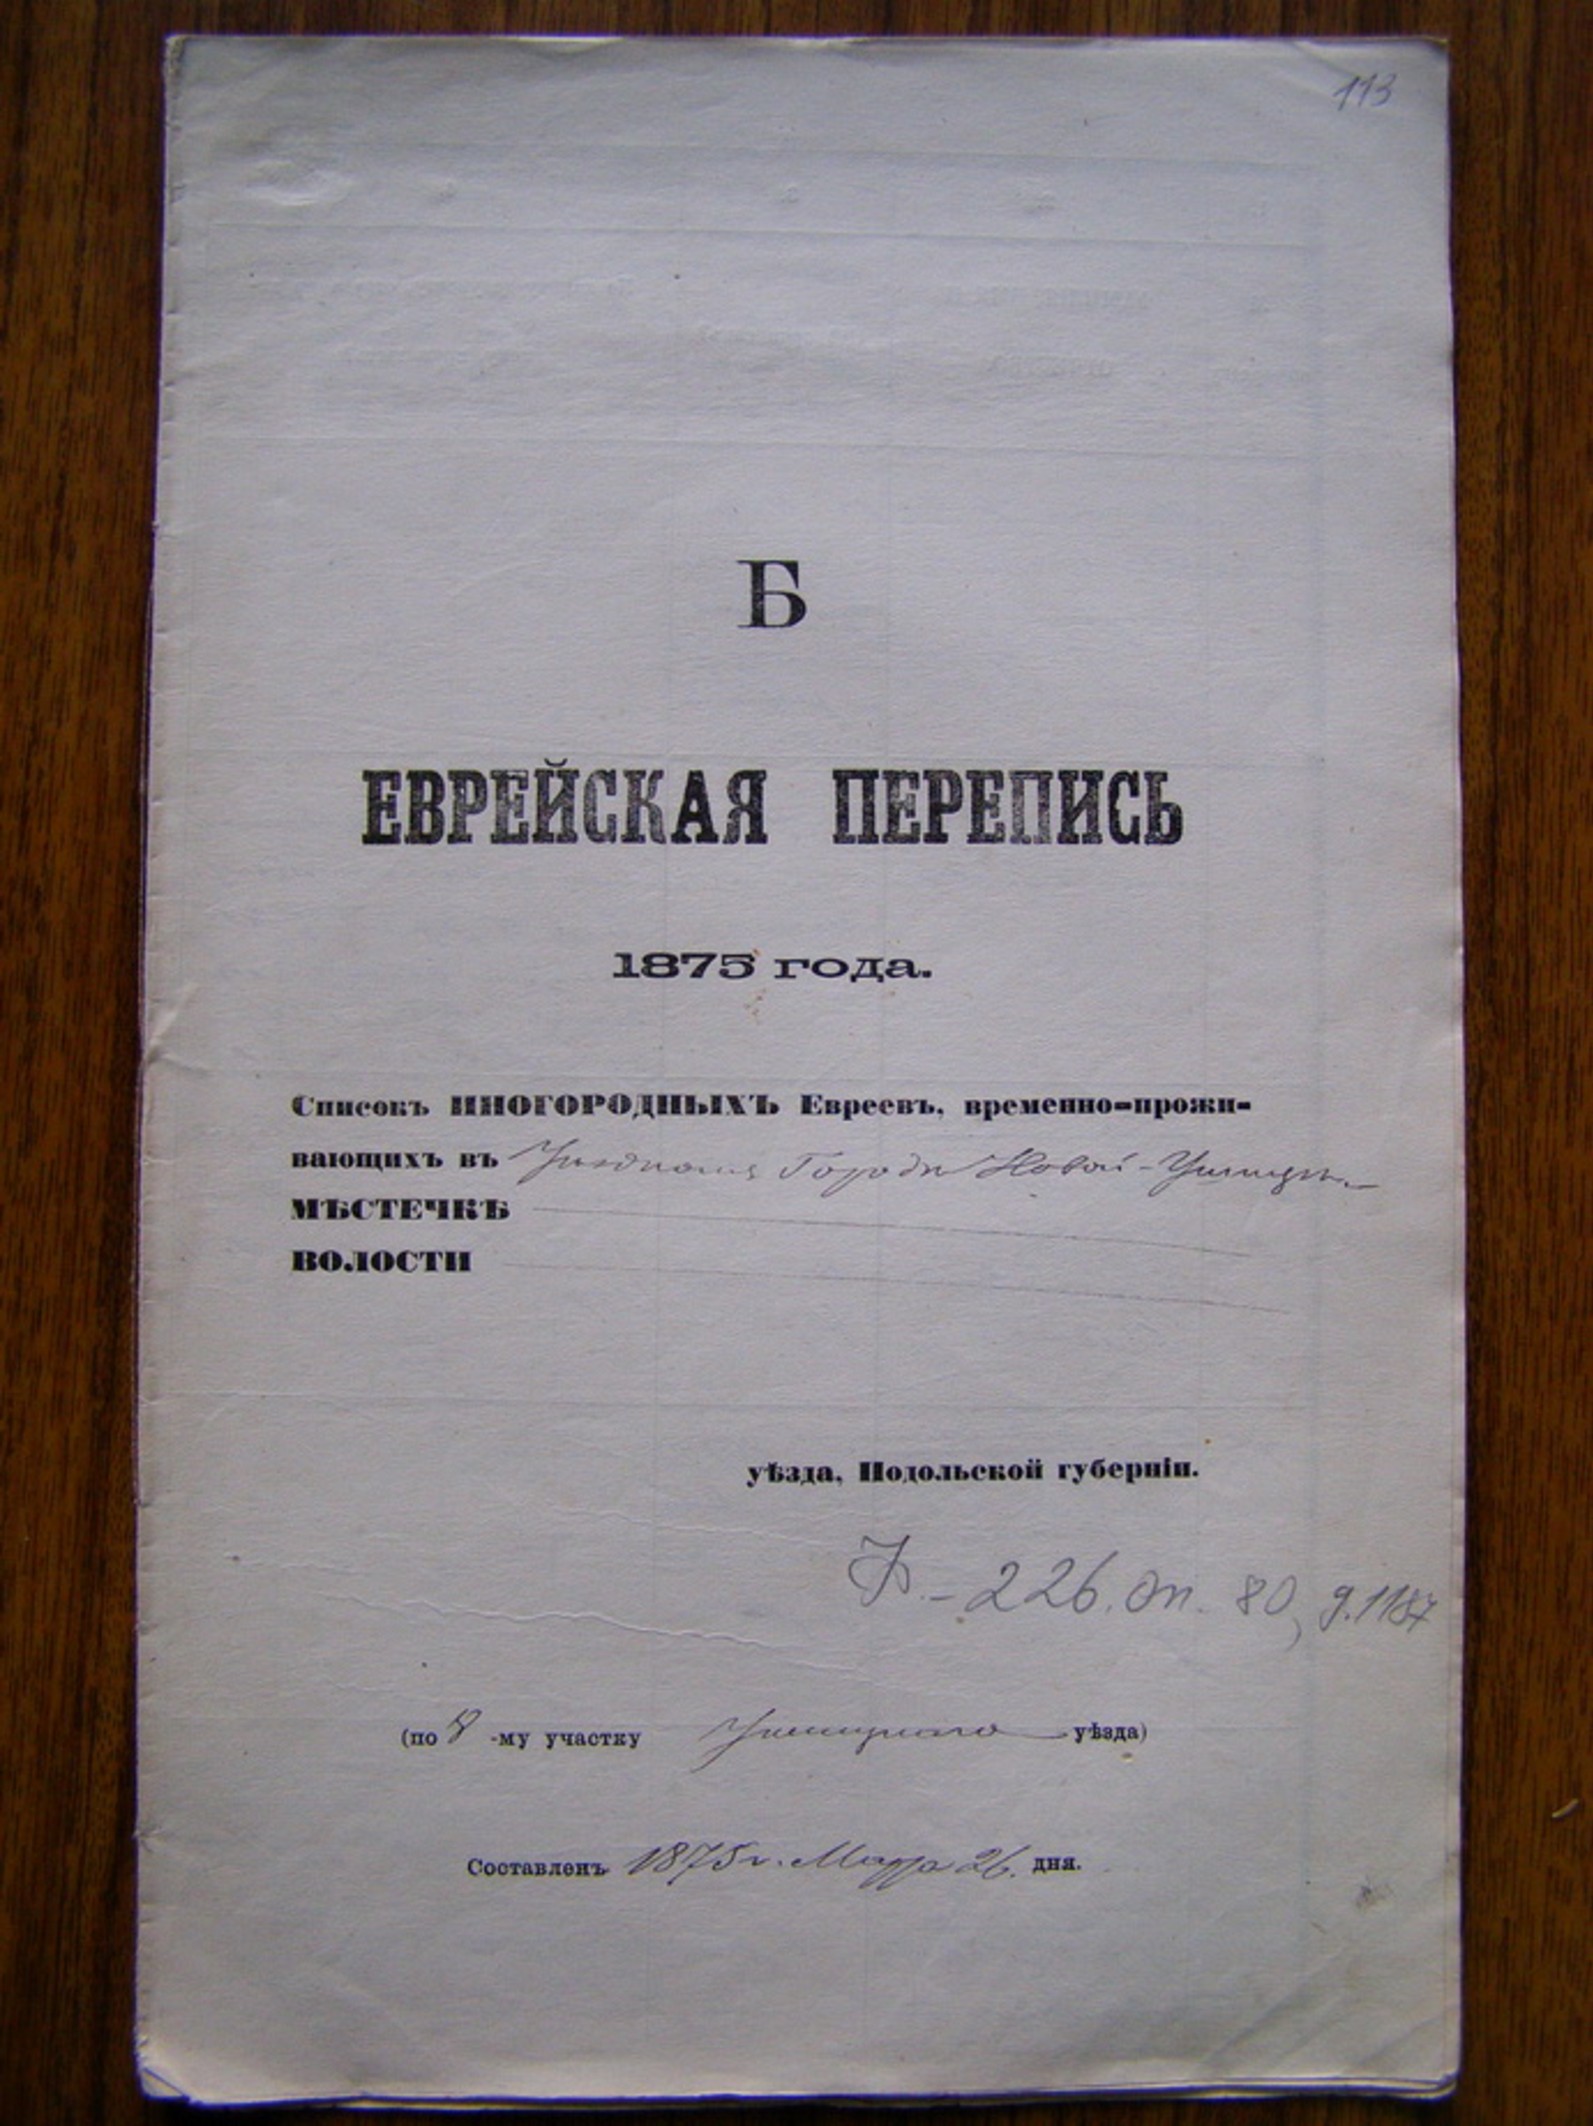 113
Б
ЕВРЕЙСКАЯ ПЕРЕПИСЬ
1875 года.
Списокъ ИНОГОРОДНЫХЪ Евреевъ, временно-прожи-
вающихъ въ Уѣздномъ Городѣ Новой-Ушицѣ.
МѢСТЕЧКѢ
ВОЛОСТИ
уѣзда, Подольской губерніи.
Ф.-226. оп. 80, д.1187
(по 8 -му участку Ушицкаго уѣзда)
Составленъ 1875 г. Марта 26. дня.